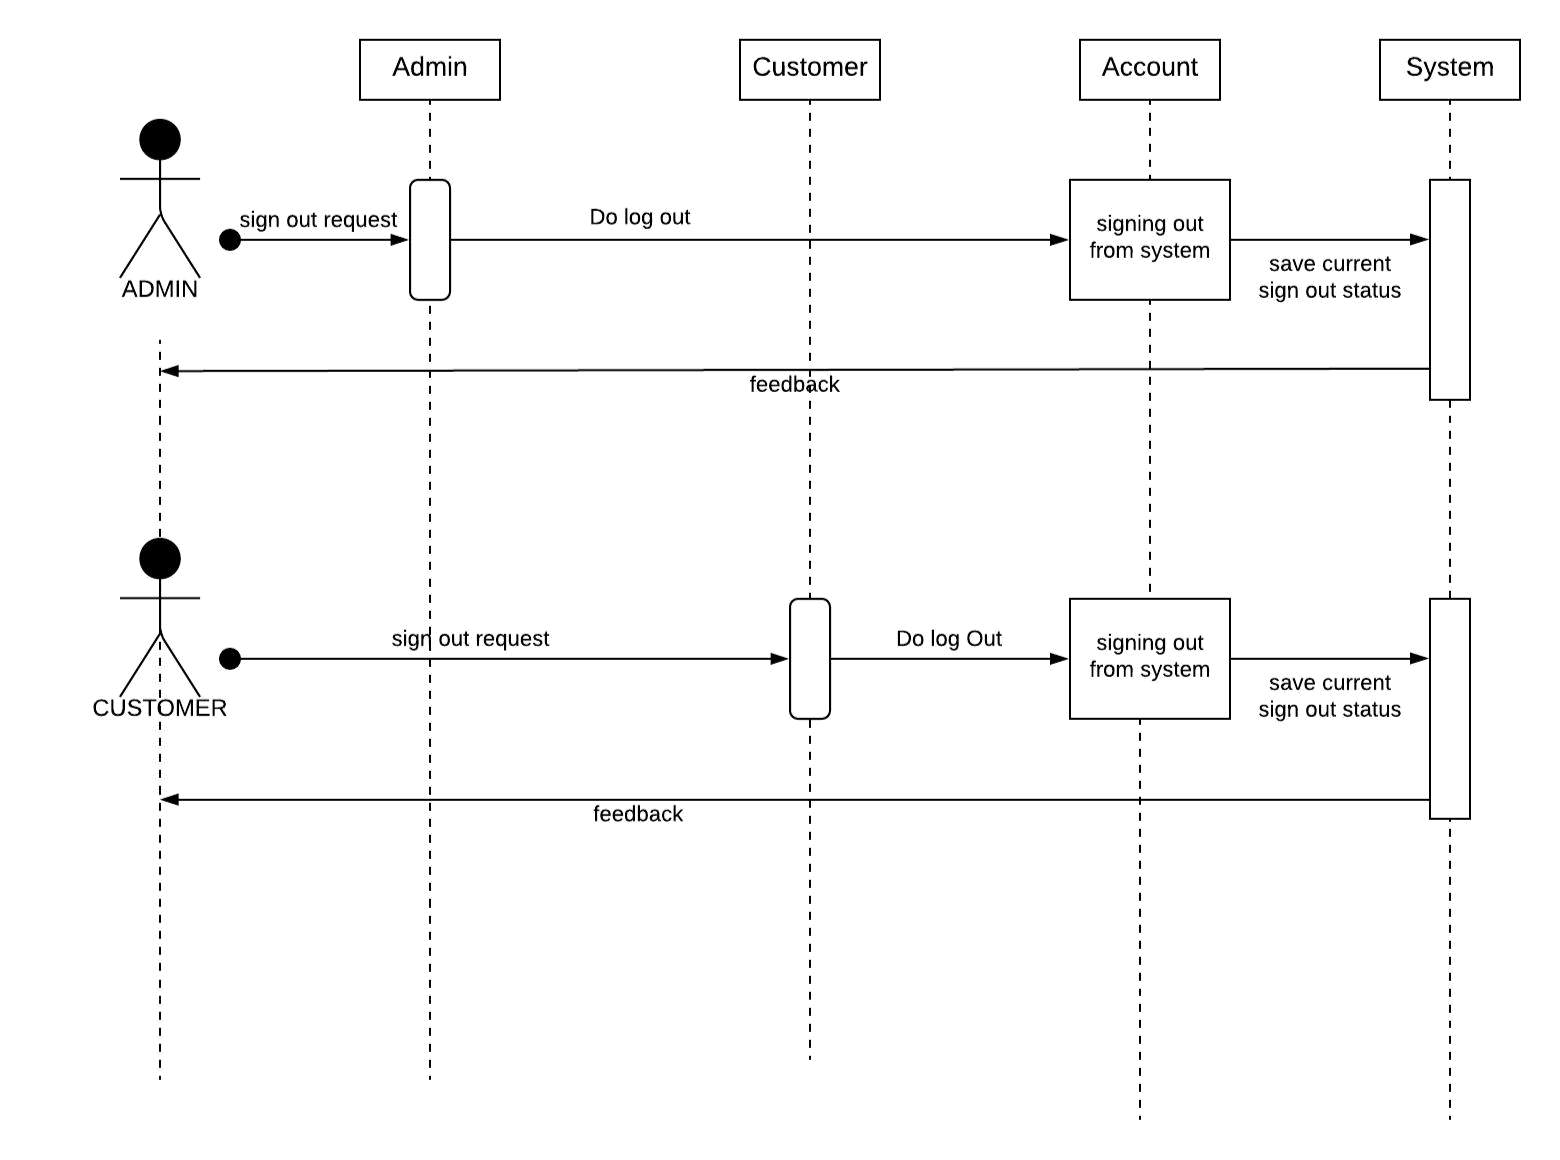 Admin
Customer
Account
System
sign out request
Do log out
signing out
from system
save current
sign out status
ADMIN
feedback
sign out request
Do log Out
signing out
from system
save current
sign out status
CUSTOMER
feedback